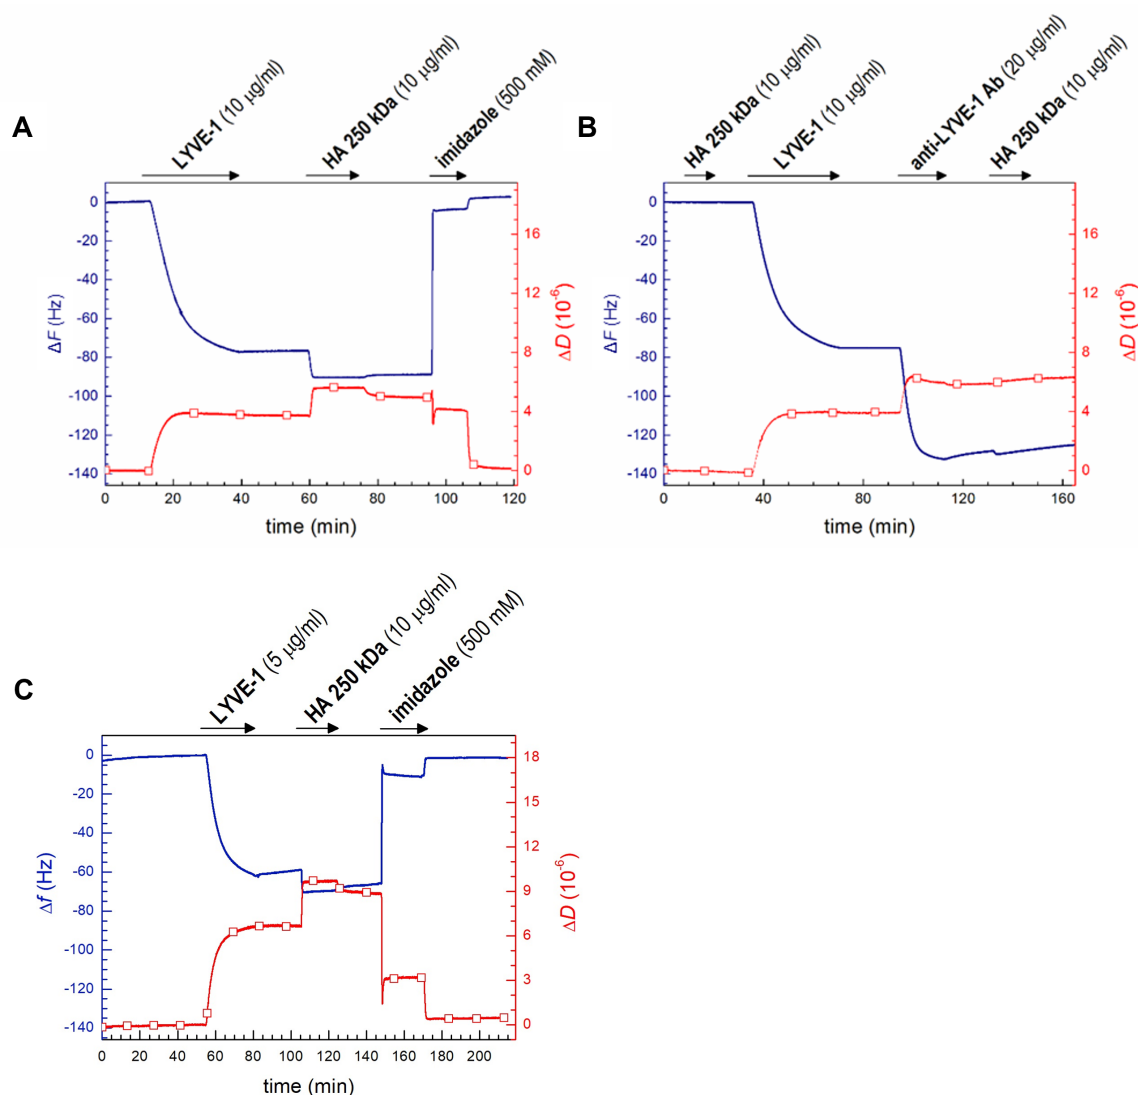 A
LYVE-1 (10 μg/ml)
HA 250 kDa (10 μg/ml)
imidazole (500 mM)
0
-20
-40
-60
-80
-100
-120
-140
ΔF (Hz)
16
12
8
4
0
ΔD (10⁻⁶)
0 20 40 60 80 100 120
time (min)
B
HA 250 kDa (10 μg/ml)
LYVE-1 (10 μg/ml)
anti-LYVE-1 Ab (20 μg/ml)
HA 250 kDa (10 μg/ml)
0
-20
-40
-60
-80
-100
-120
-140
ΔF (Hz)
16
12
8
4
0
ΔD (10⁻⁶)
0 40 80 120 160
time (min)
C
LYVE-1 (5 μg/ml)
HA 250 kDa (10 μg/ml)
imidazole (500 mM)
0
-20
-40
-60
-80
-100
-120
-140
Δf (Hz)
18
15
12
9
6
3
0
ΔD (10⁻⁶)
0 20 40 60 80 100 120 140 160 180 200
time (min)